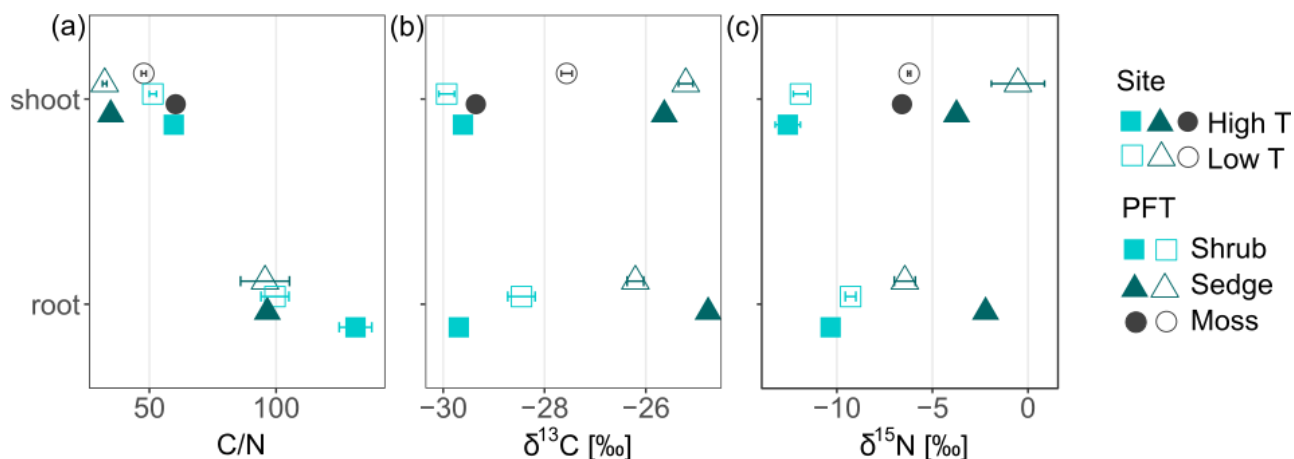 (a)
(b)
(c)
shoot
root
50
100
C/N
−30
−28
−26
δ¹³C [‰]
−10
−5
0
δ¹⁵N [‰]
Site
High T
Low T
PFT
Shrub
Sedge
Moss